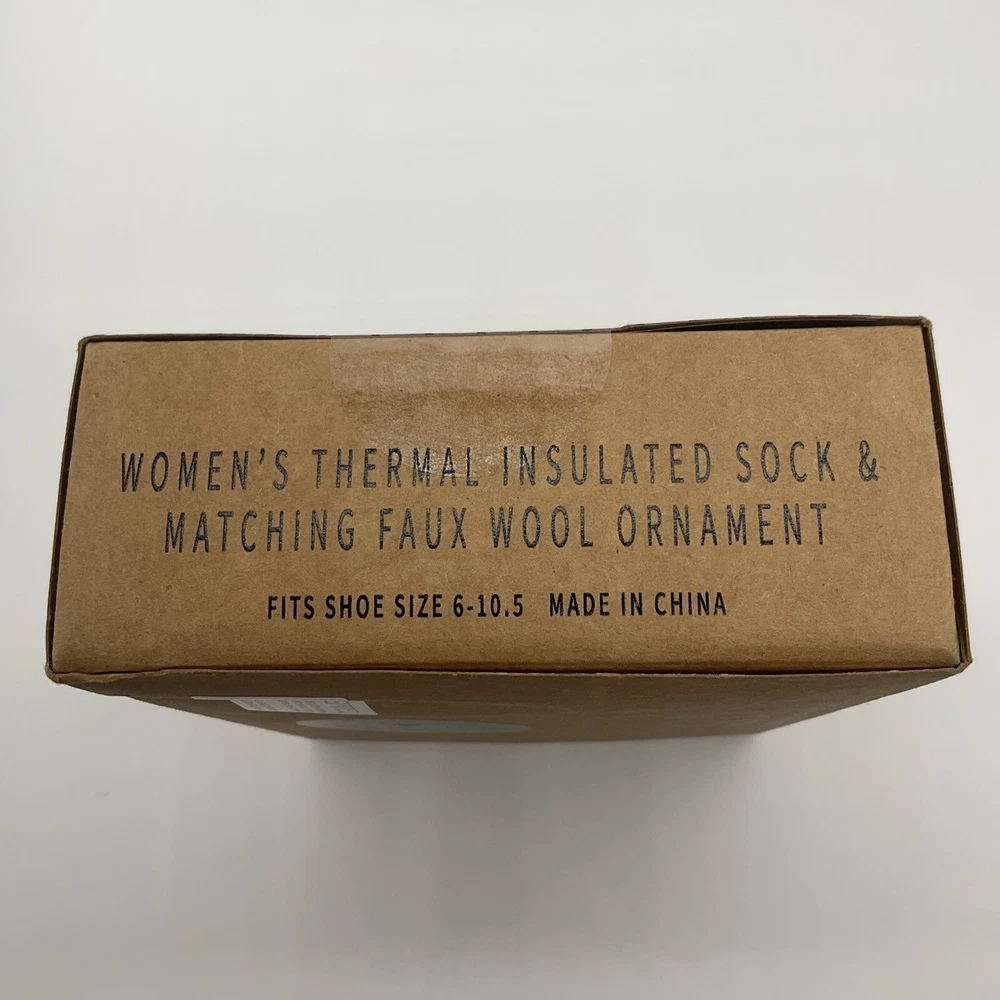 WOMEN'S THERMAL INSULATED SOCK &
MATCHING FAUX WOOL ORNAMENT
FITS SHOE SIZE 6-10.5 MADE IN CHINA